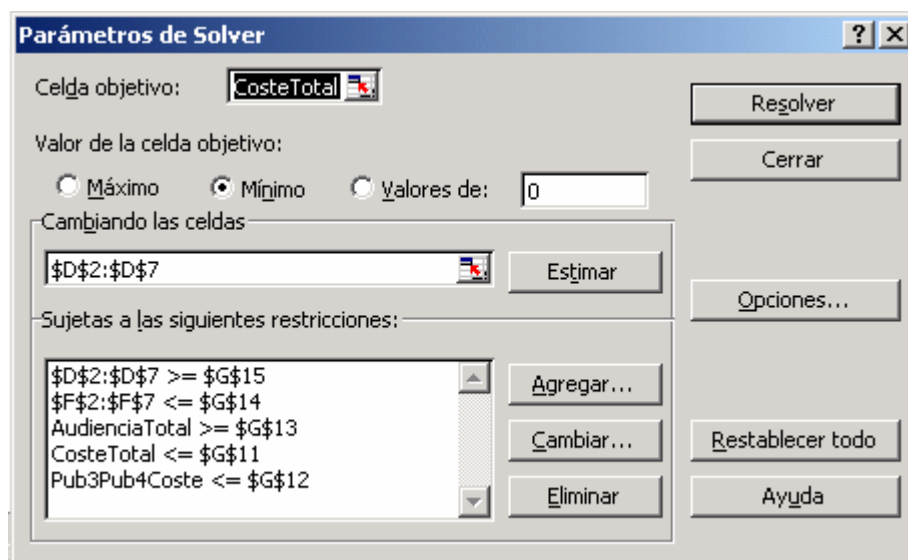 Parámetros de Solver
Celda objetivo: CosteTotal
Resolver
Valor de la celda objetivo:
Cerrar
Máximo Mínimo Valores de: 0
Cambiando las celdas
$D$2:$D$7 Estimar
Opciones...
Sujetas a las siguientes restricciones:
$D$2:$D$7 >= $G$15
$F$2:$F$7 <= $G$14
AudienciaTotal >= $G$13
CosteTotal <= $G$11
Pub3Pub4Coste <= $G$12
Agregar...
Cambiar...
Eliminar
Restablecer todo
Ayuda